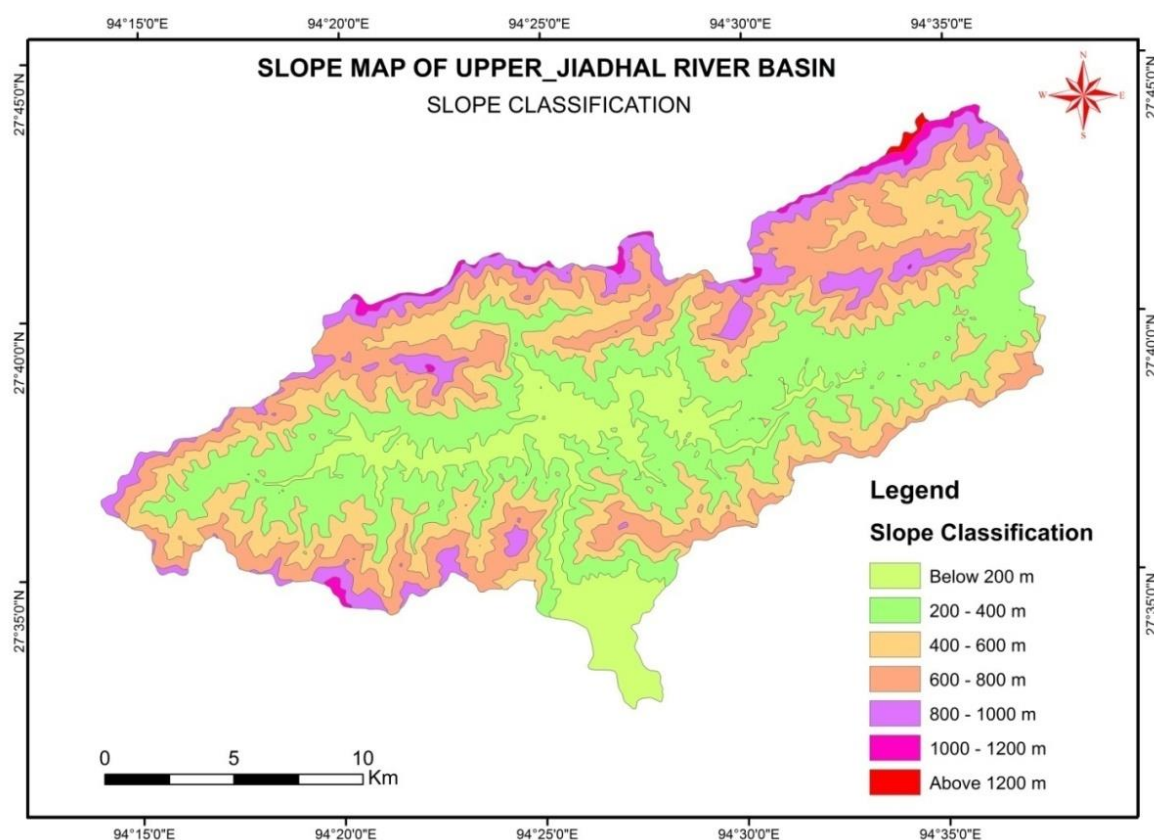 94°15'0"E 94°20'0"E 94°25'0"E 94°30'0"E 94°35'0"E
SLOPE MAP OF UPPER_JIADHAL RIVER BASIN
SLOPE CLASSIFICATION
N
W E
S
27°45'0"N 27°45'0"N
27°40'0"N 27°40'0"N
27°35'0"N 27°35'0"N
Legend
Slope Classification
Below 200 m
200 - 400 m
400 - 600 m
600 - 800 m
800 - 1000 m
1000 - 1200 m
Above 1200 m
0 5 10
Km
94°15'0"E 94°20'0"E 94°25'0"E 94°30'0"E 94°35'0"E